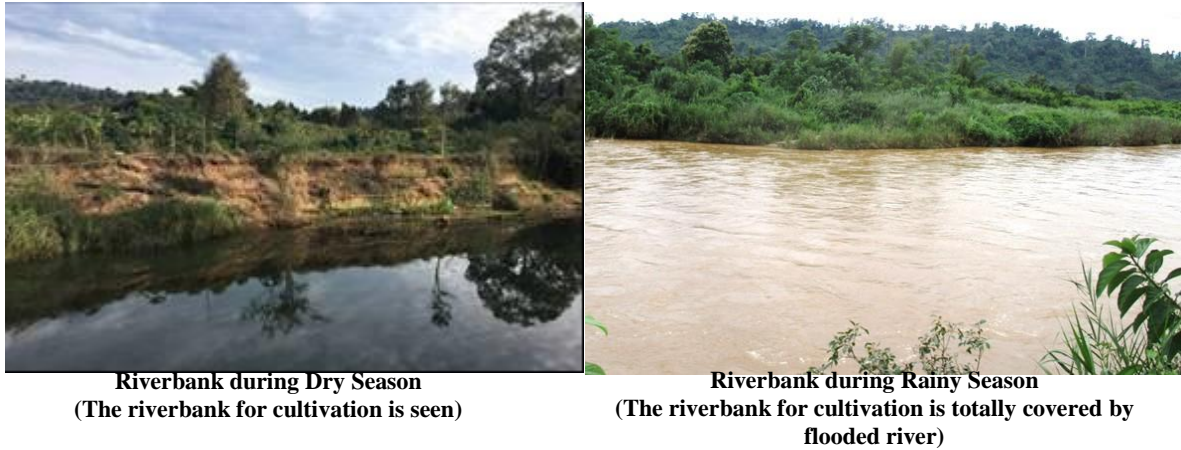 Riverbank during Dry Season
(The riverbank for cultivation is seen)
Riverbank during Rainy Season
(The riverbank for cultivation is totally covered by
flooded river)